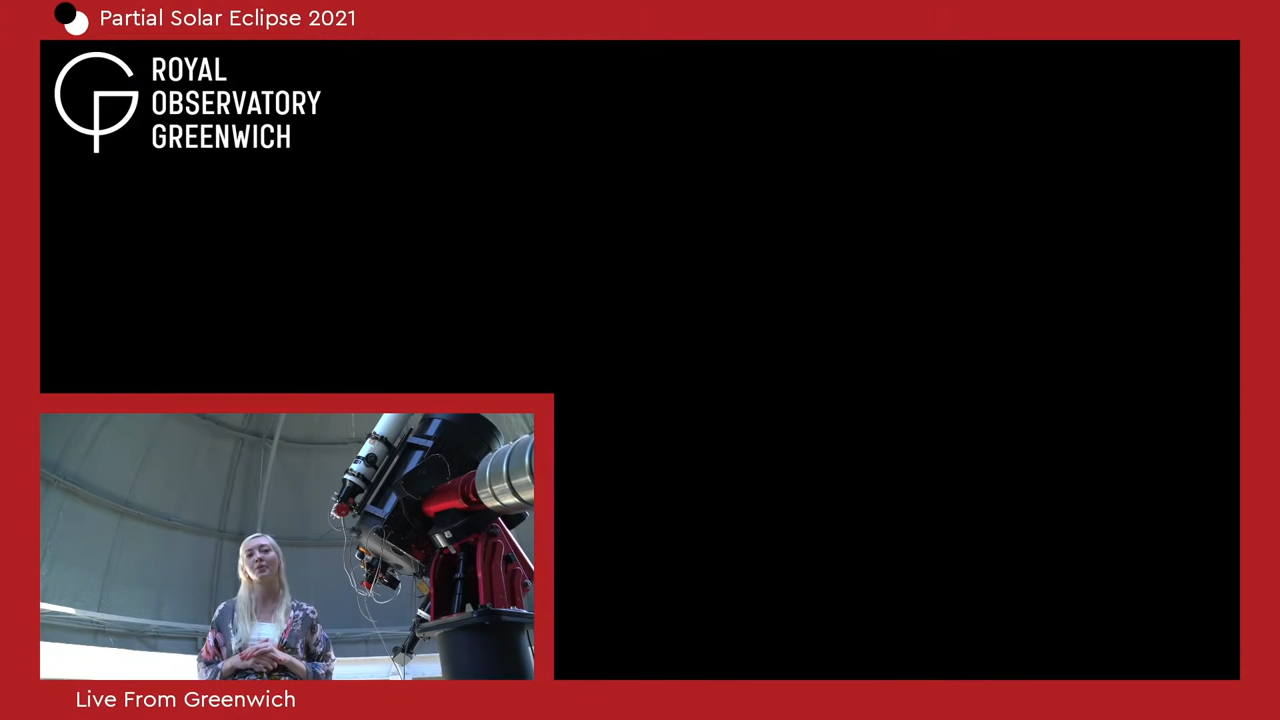 Partial Solar Eclipse 2021
ROYAL
OBSERVATORY
GREENWICH
Live From Greenwich